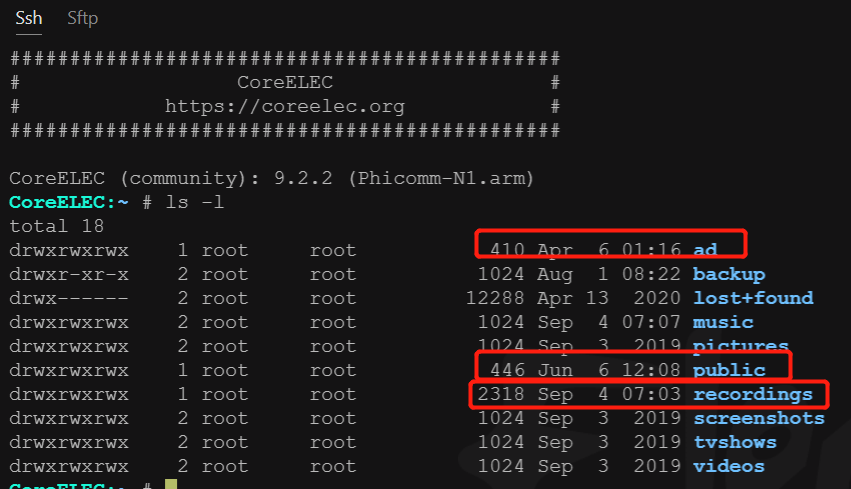 Ssh Sftp
##############################################
# CoreELEC #
# https://coreelec.org #
##############################################
CoreELEC (community): 9.2.2 (Phicomm-N1.arm)
CoreELEC:~ # ls -l
total 18
drwxrwxrwx 1 root root 410 Apr 6 01:16 ad
drwxr-xr-x 2 root root 1024 Aug 1 08:22 backup
drwx------ 2 root root 12288 Apr 13 2020 lost+found
drwxrwxrwx 2 root root 1024 Sep 4 07:07 music
drwxrwxrwx 2 root root 1024 Sep 3 2019 pictures
drwxrwxrwx 1 root root 446 Jun 6 12:08 public
drwxrwxrwx 1 root root 2318 Sep 4 07:03 recordings
drwxrwxrwx 2 root root 1024 Sep 3 2019 screenshots
drwxrwxrwx 2 root root 1024 Sep 3 2019 tvshows
drwxrwxrwx 2 root root 1024 Sep 3 2019 videos
CoreELEC:~ #